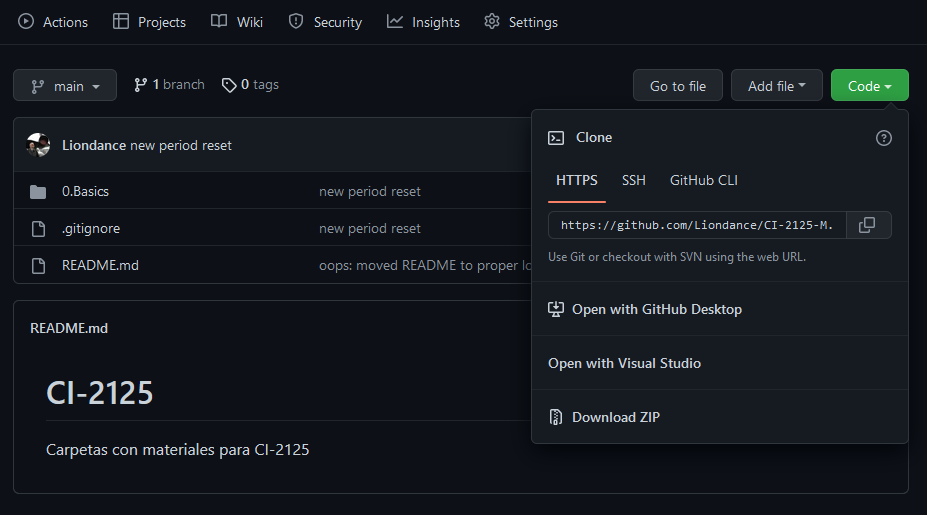 Actions Projects Wiki Security Insights Settings
main 1 branch 0 tags Go to file Add file Code
Liondance new period reset
0.Basics new period reset
.gitignore new period reset
README.md oops: moved README to proper
Clone
HTTPS SSH GitHub CLI
https://github.com/Liondance/CI-2125-M.
Use Git or checkout with SVN using the web URL.
Open with GitHub Desktop
Open with Visual Studio
Download ZIP
README.md
CI-2125
Carpetas con materiales para CI-2125